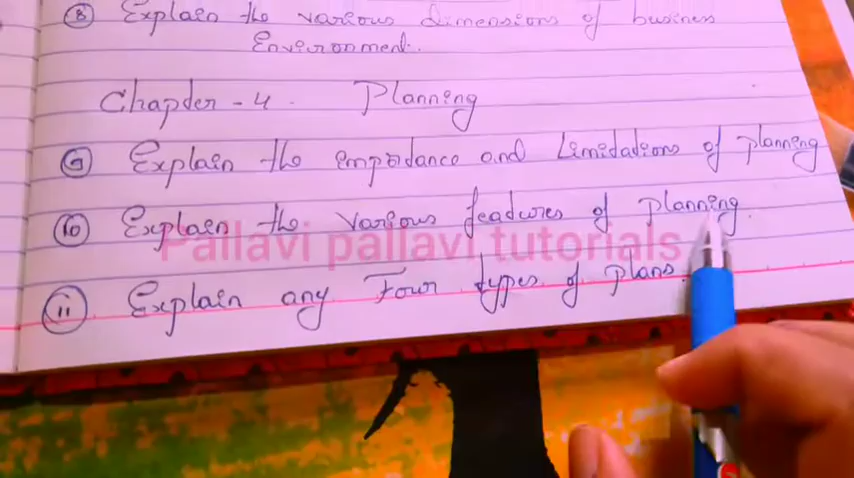 ⑧ Explain the various dimensions of business
Environment.
Chapter - 4. Planning
⑨ Explain the importance and Limitations of planning
⑩ Explain the various features of planning.
Pallavi pallavi tutorials
⑪ Explain any Four types of plans